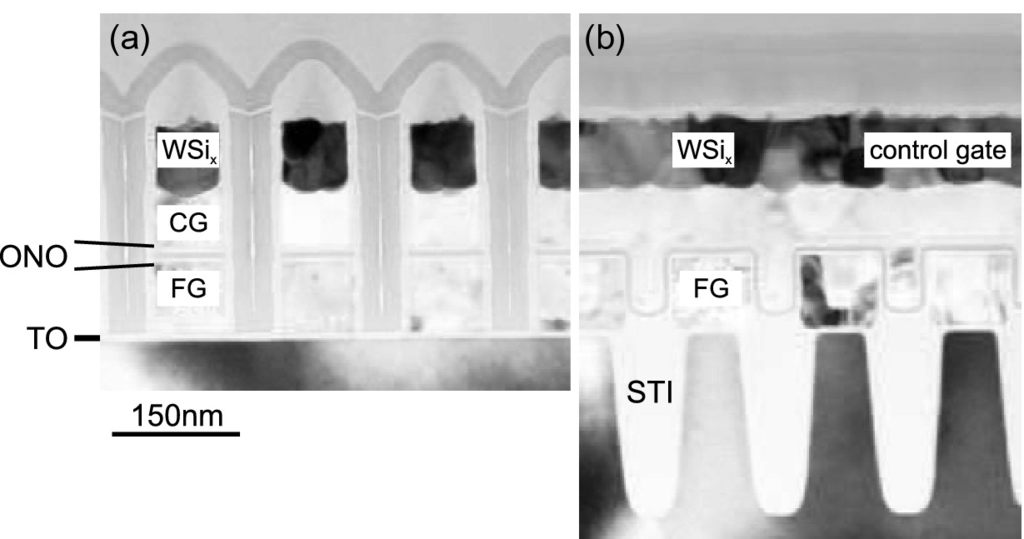 (a)
WSiₓ
CG
ONO
FG
TO
150nm
(b)
WSiₓ
control gate
FG
STI